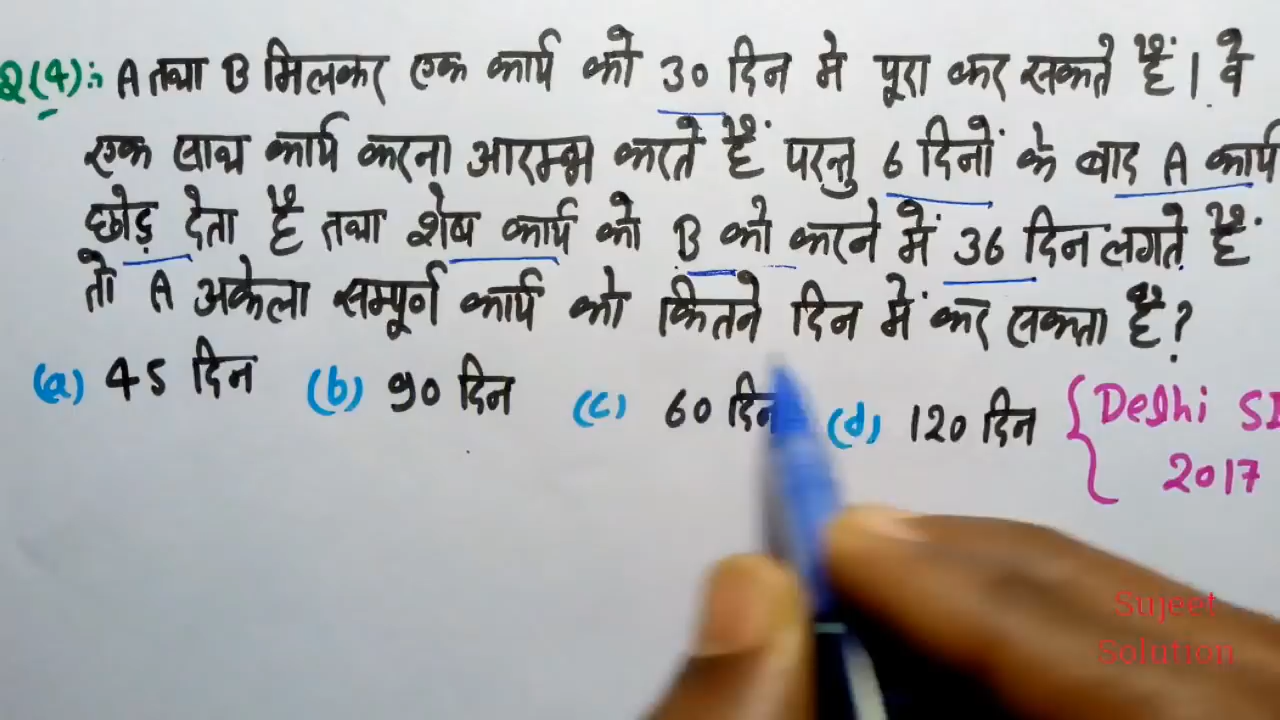 Q(4):- A तथा B मिलकर एक कार्य को 30 दिन मे पूरा कर सकते हैं। वे
एक साथ कार्य करना आरम्भ करते हैं परन्तु 6 दिनों के बाद A कार्य
छोड़ देता है तथा शेष कार्य को B को करने में 36 दिन लगते हैं
तो A अकेला सम्पूर्ण कार्य को कितने दिन में कर सकता है?
(a) 45 दिन (b) 90 दिन (c) 60 दिन (d) 120 दिन {Delhi SI
2017
Sujeet
Solution